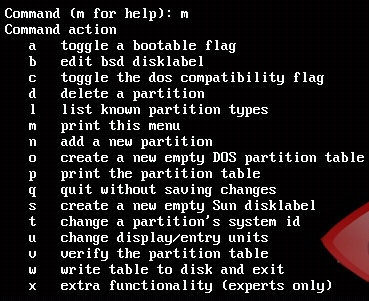 Command (m for help): m
Command action
a toggle a bootable flag
b edit bsd disklabel
c toggle the dos compatibility flag
d delete a partition
l list known partition types
m print this menu
n add a new partition
o create a new empty DOS partition table
p print the partition table
q quit without saving changes
s create a new empty Sun disklabel
t change a partition's system id
u change display/entry units
v verify the partition table
w write table to disk and exit
x extra functionality (experts only)